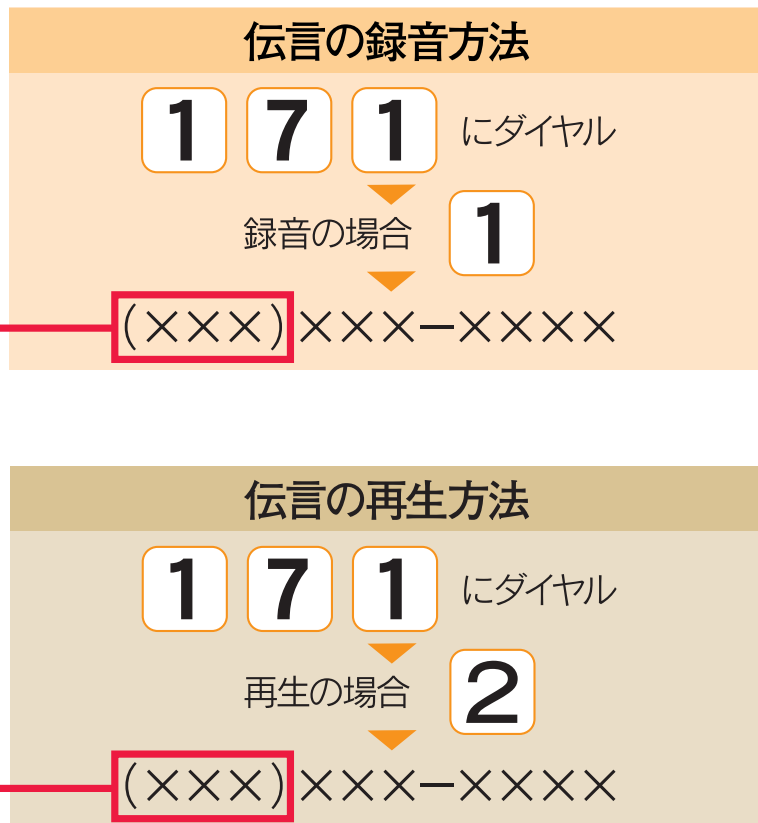 伝言の録音方法
1 7 1 にダイヤル
録音の場合 1
(×××)×××−××××
伝言の再生方法
1 7 1 にダイヤル
再生の場合 2
(×××)×××−××××